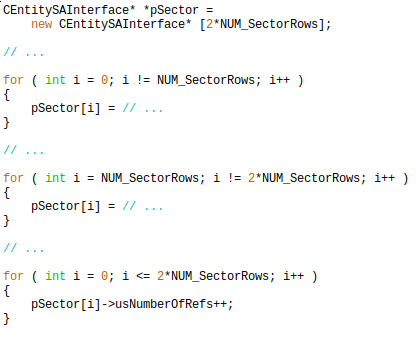 CEntitySAInterface* *pSector =
    new CEntitySAInterface* [2*NUM_SectorRows];
// ...
for ( int i = 0; i != NUM_SectorRows; i++ )
{
    pSector[i] = // ...
}
// ...
for ( int i = NUM_SectorRows; i != 2*NUM_SectorRows; i++ )
{
    pSector[i] = // ...
}
// ...
for ( int i = 0; i <= 2*NUM_SectorRows; i++ )
{
    pSector[i]->usNumberOfRefs++;
}